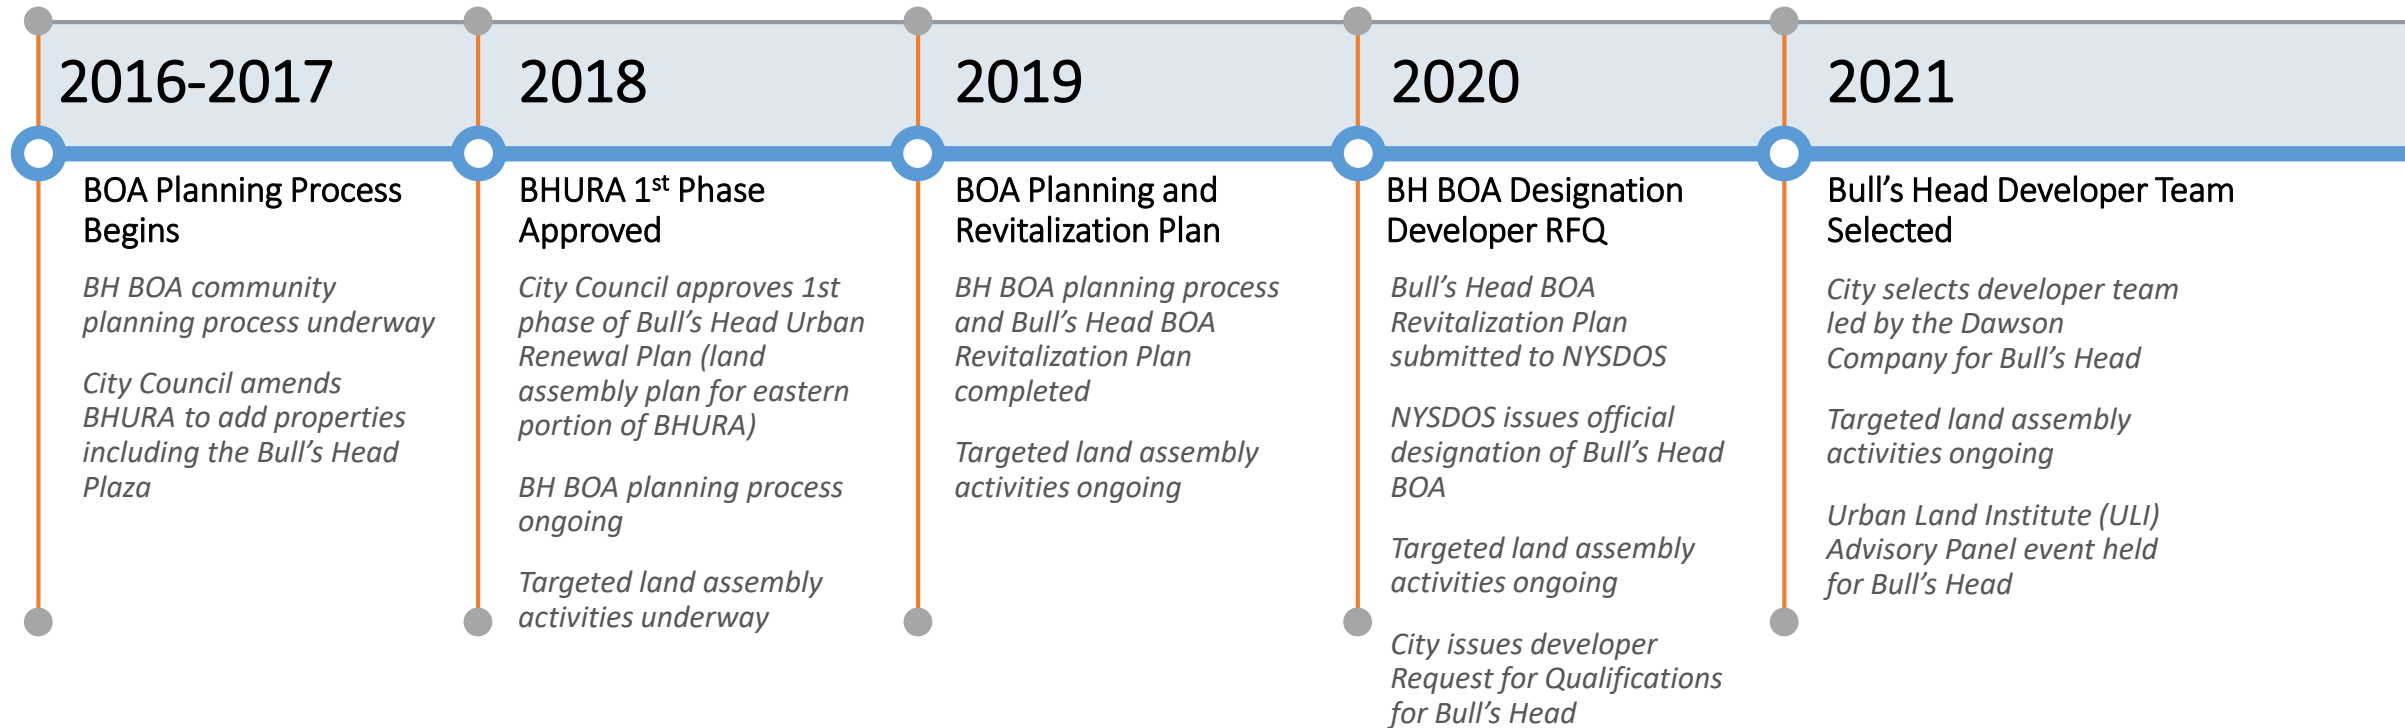 2016-2017
BOA Planning Process
Begins
BH BOA community
planning process underway
City Council amends
BHURA to add properties
including the Bull’s Head
Plaza
2018
BHURA 1st Phase
Approved
City Council approves 1st
phase of Bull’s Head Urban
Renewal Plan (land
assembly plan for eastern
portion of BHURA)
BH BOA planning process
ongoing
Targeted land assembly
activities underway
2019
BOA Planning and
Revitalization Plan
BH BOA planning process
and Bull’s Head BOA
Revitalization Plan
completed
Targeted land assembly
activities ongoing
2020
BH BOA Designation
Developer RFQ
Bull’s Head BOA
Revitalization Plan
submitted to NYSDOS
NYSDOS issues official
designation of Bull’s Head
BOA
Targeted land assembly
activities ongoing
City issues developer
Request for Qualifications
for Bull’s Head
2021
Bull’s Head Developer Team
Selected
City selects developer team
led by the Dawson
Company for Bull’s Head
Targeted land assembly
activities ongoing
Urban Land Institute (ULI)
Advisory Panel event held
for Bull’s Head